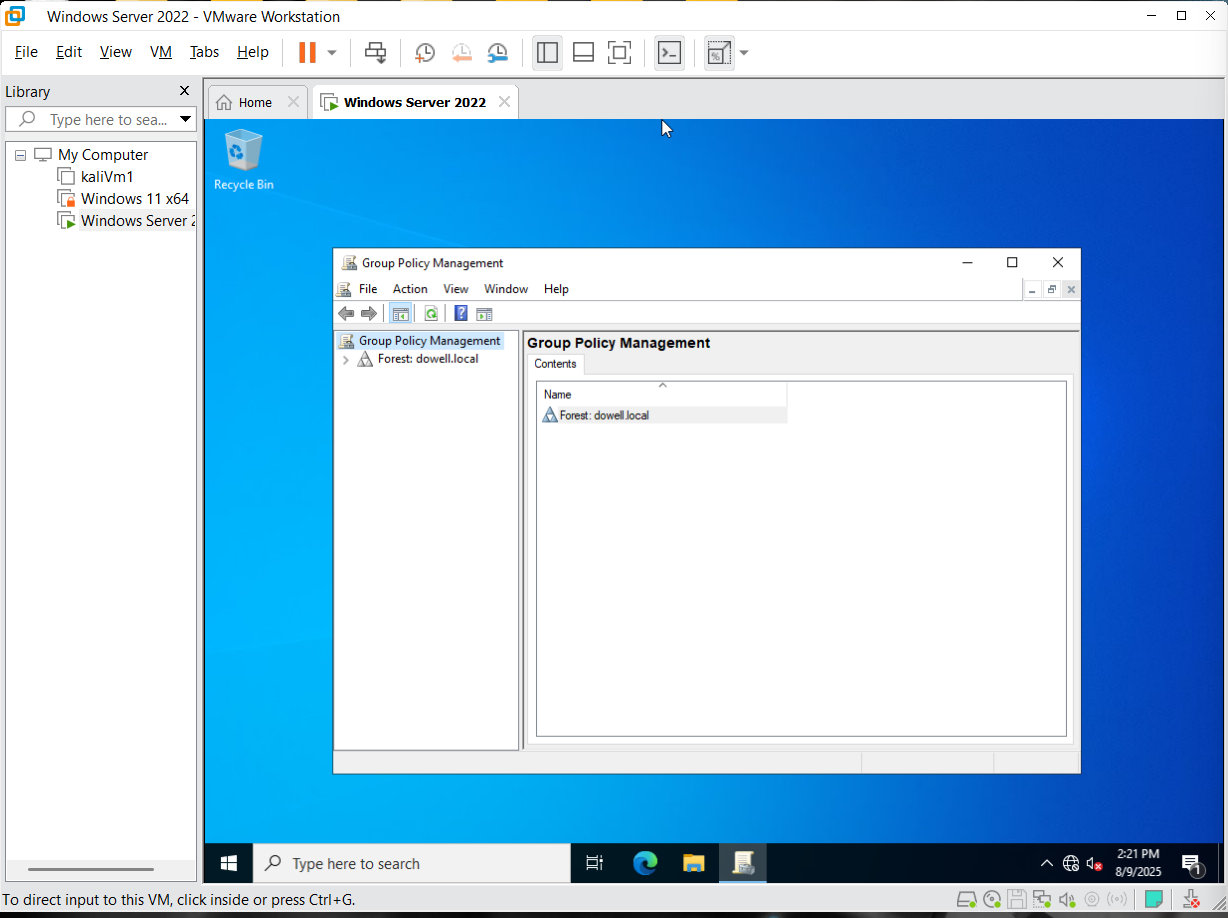 Windows Server 2022 - VMware Workstation
File Edit View VM Tabs Help
Library
Type here to sea...
My Computer
kaliVm1
Windows 11 x64
Windows Server 2
Home
Windows Server 2022
Recycle Bin
Group Policy Management
File Action View Window Help
Group Policy Management
Forest: dowell.local
Group Policy Management
Contents
Name
Forest: dowell.local
Type here to search
2:21 PM
8/9/2025
1
To direct input to this VM, click inside or press Ctrl+G.